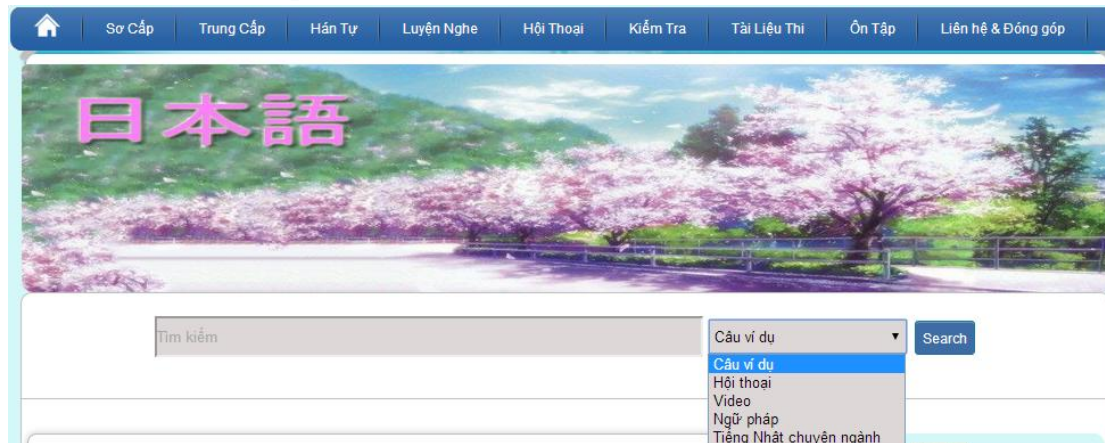 Sơ Cấp Trung Cấp Hán Tự Luyện Nghe Hội Thoại Kiểm Tra Tài Liệu Thi Ôn Tập Liên hệ & Đóng góp
日本語
Tìm kiếm Câu ví dụ Search
Câu ví dụ
Hội thoại
Video
Ngữ pháp
Tiếng Nhật chuyên ngành